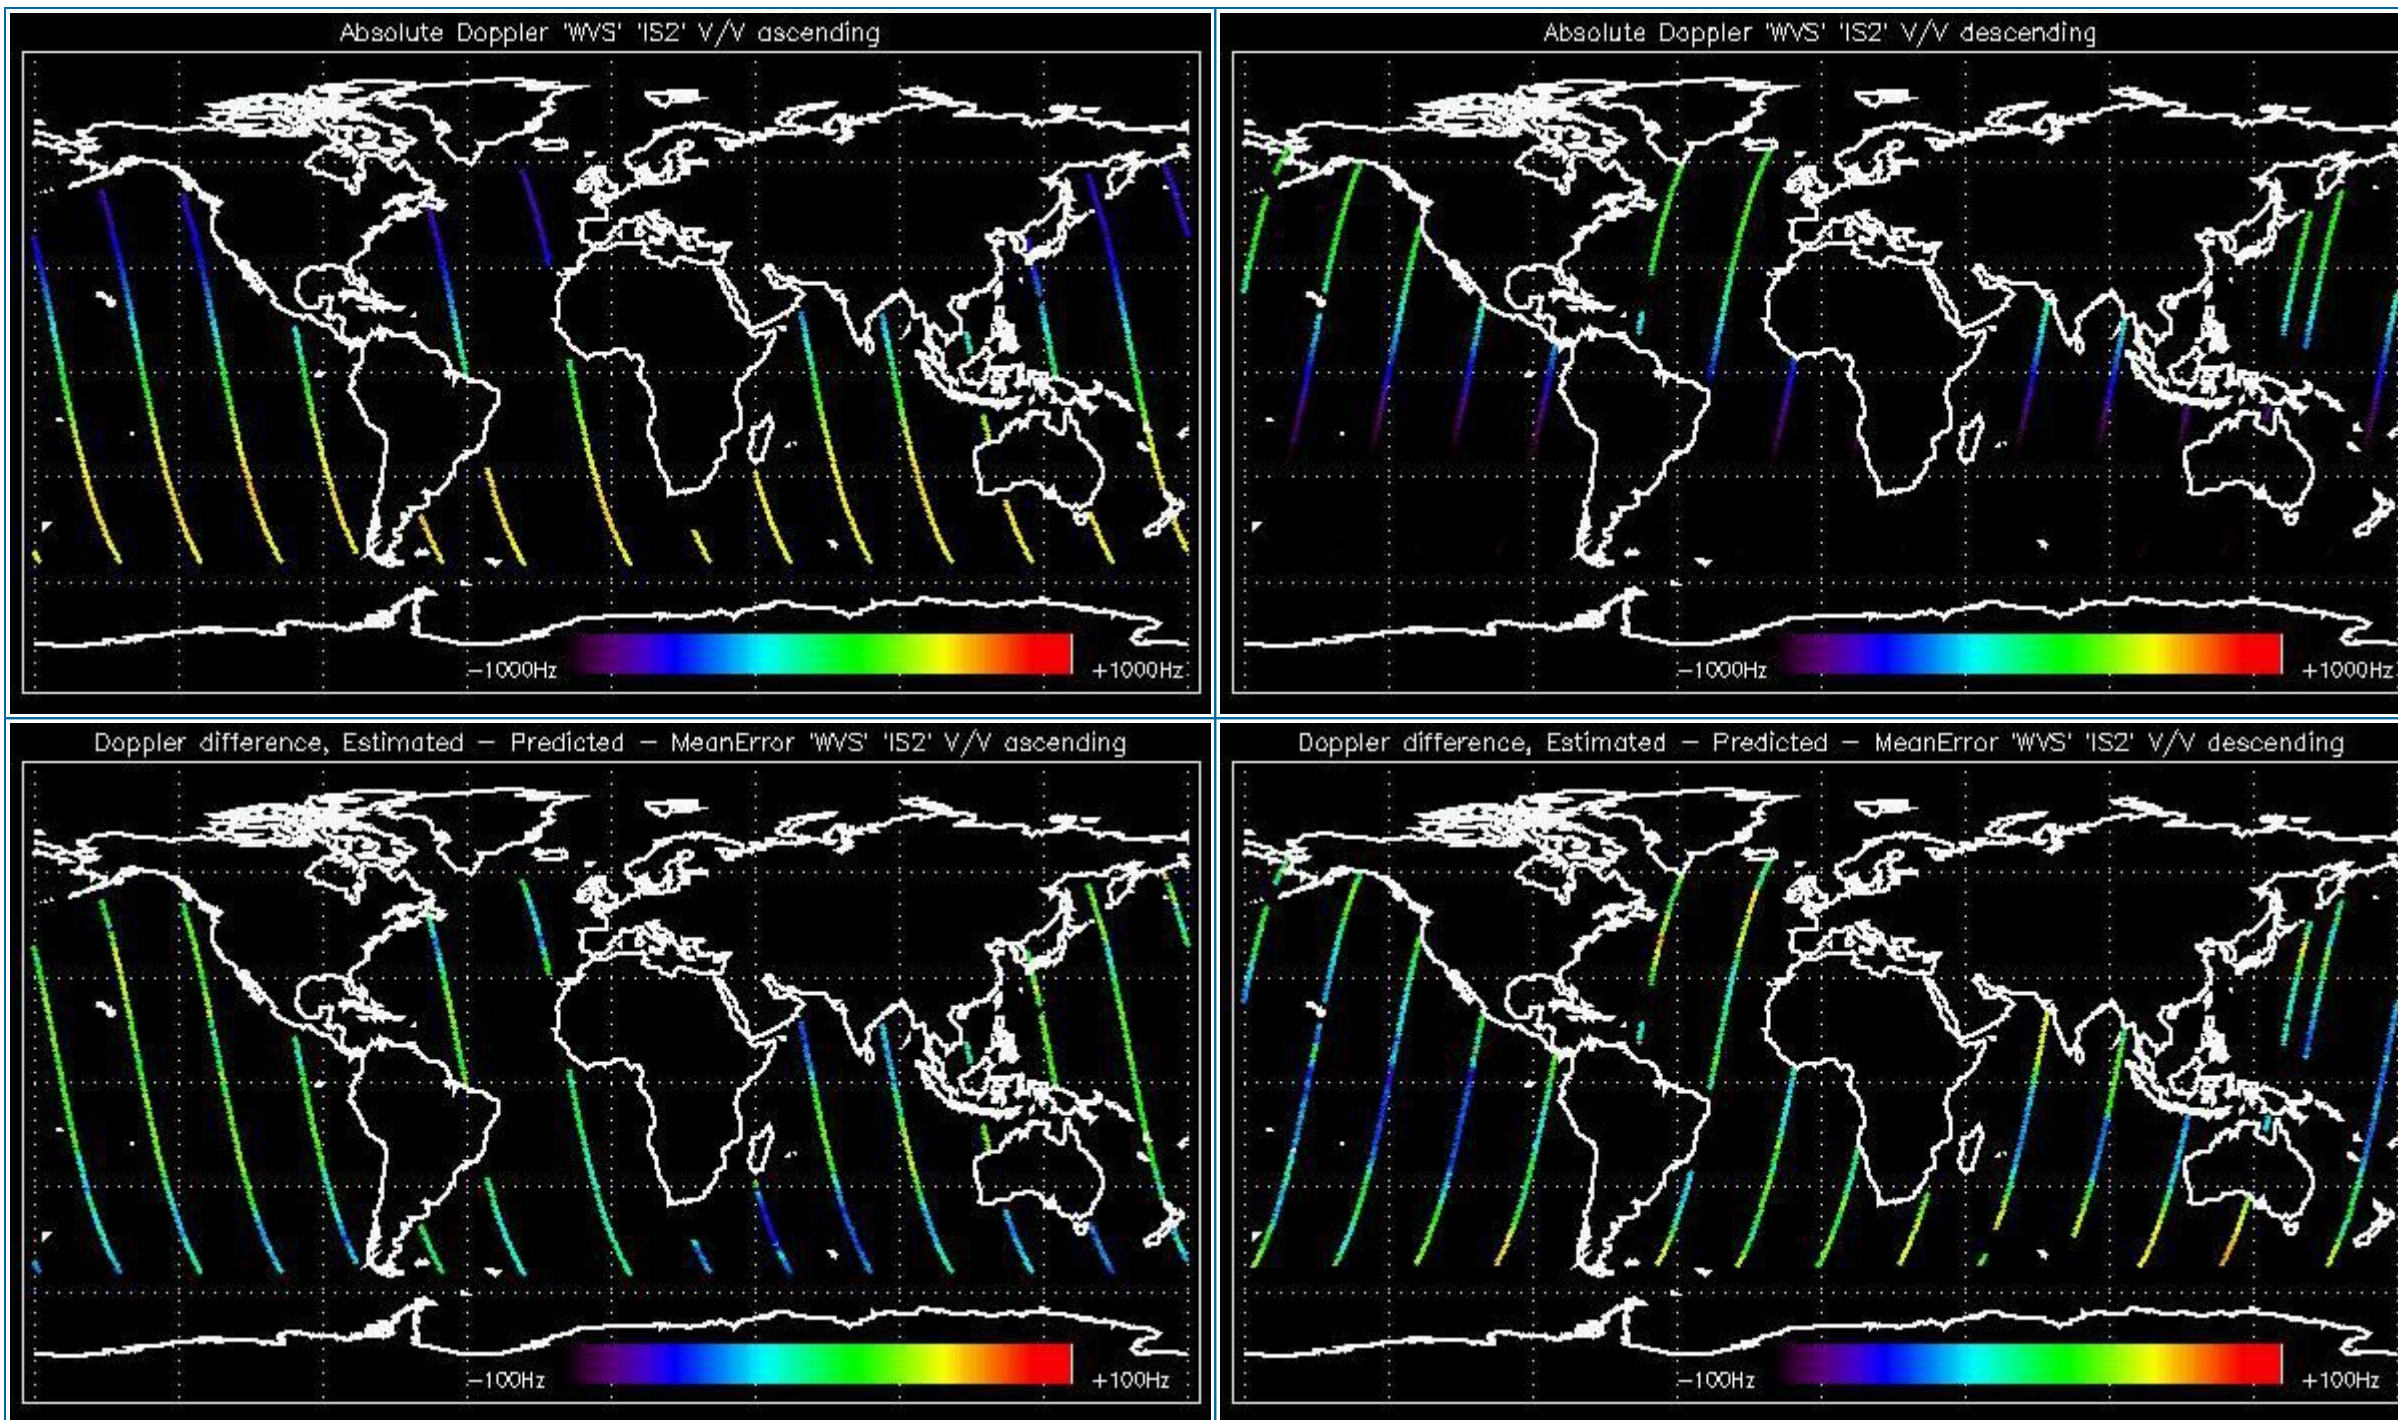 Absolute Doppler 'WVS' 'IS2' V/V ascending
-1000Hz
+1000Hz
Absolute Doppler 'WVS' 'IS2' V/V descending
-1000Hz
+1000Hz
Doppler difference, Estimated - Predicted - MeanError 'WVS' 'IS2' V/V ascending
-100Hz
+100Hz
Doppler difference, Estimated - Predicted - MeanError 'WVS' 'IS2' V/V descending
-100Hz
+100Hz